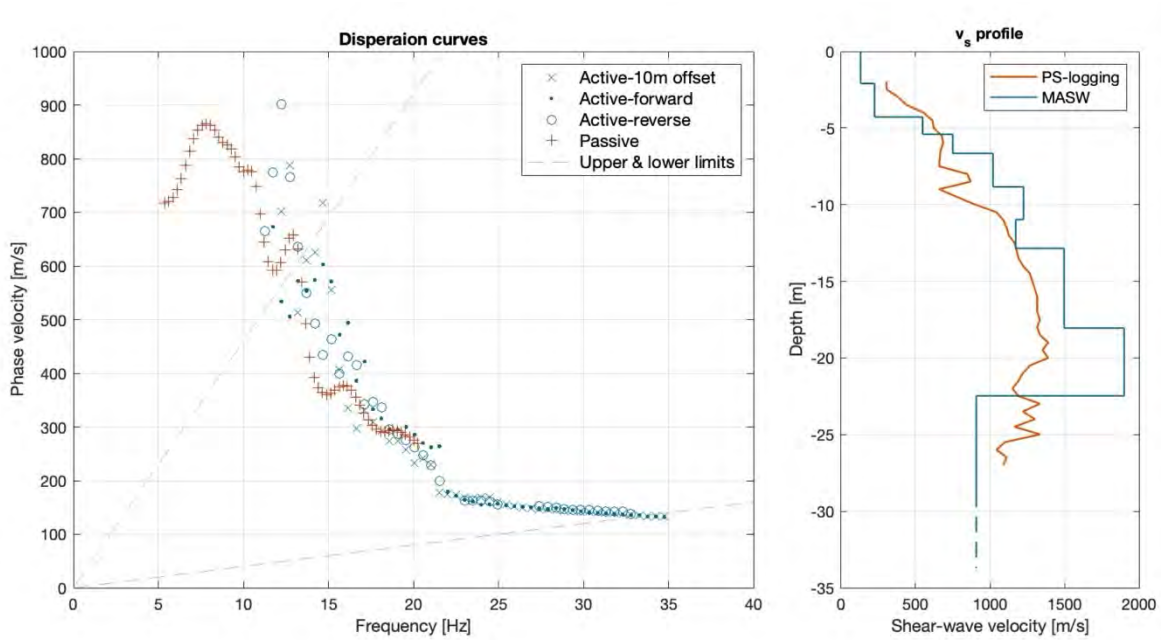 Disperaion curves
1000
900
800
700
600
500
400
300
200
100
0
Phase velocity [m/s]
0 5 10 15 20 25 30 35 40
Frequency [Hz]
Active-10m offset
Active-forward
Active-reverse
Passive
Upper & lower limits
vs profile
0
-5
-10
-15
-20
-25
-30
-35
Depth [m]
0 500 1000 1500 2000
Shear-wave velocity [m/s]
PS-logging
MASW